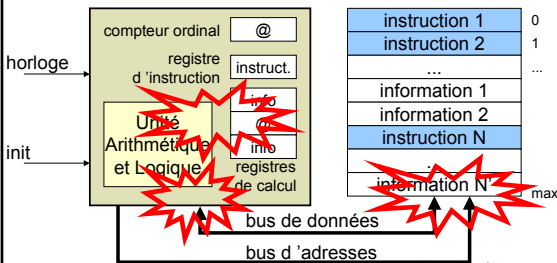 compteur ordinal
@
registre
d 'instruction
instruct.
horloge
init
Unité
Arithmétique
et Logique
info
@
info
registres
de calcul
instruction 1
0
instruction 2
1
...
...
information 1
information 2
instruction N
...
information N'
max
bus de données
bus d 'adresses